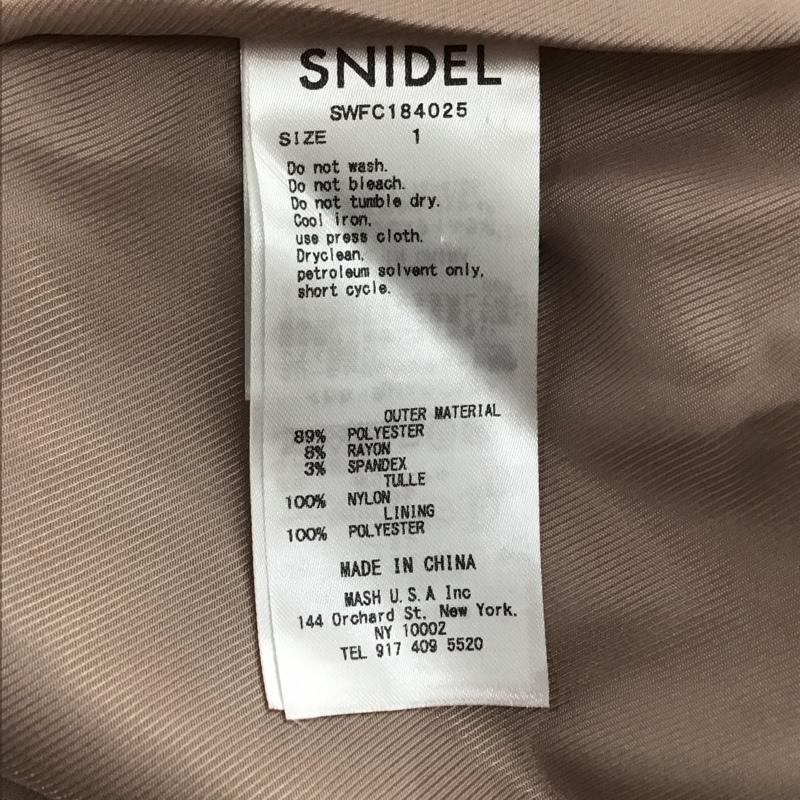 SNIDEL
SWFC184025
SIZE 1
Do not wash.
Do not bleach.
Do not tumble dry.
Cool iron,
use press cloth.
Dryclean,
petroleum solvent only,
short cycle.
OUTER MATERIAL
89% POLYESTER
8% RAYON
3% SPANDEX
TULLE
100% NYLON
LINING
100% POLYESTER
MADE IN CHINA
MASH U.S.A Inc
144 Orchard St. New York.
NY 10002
TEL 917 409 5520